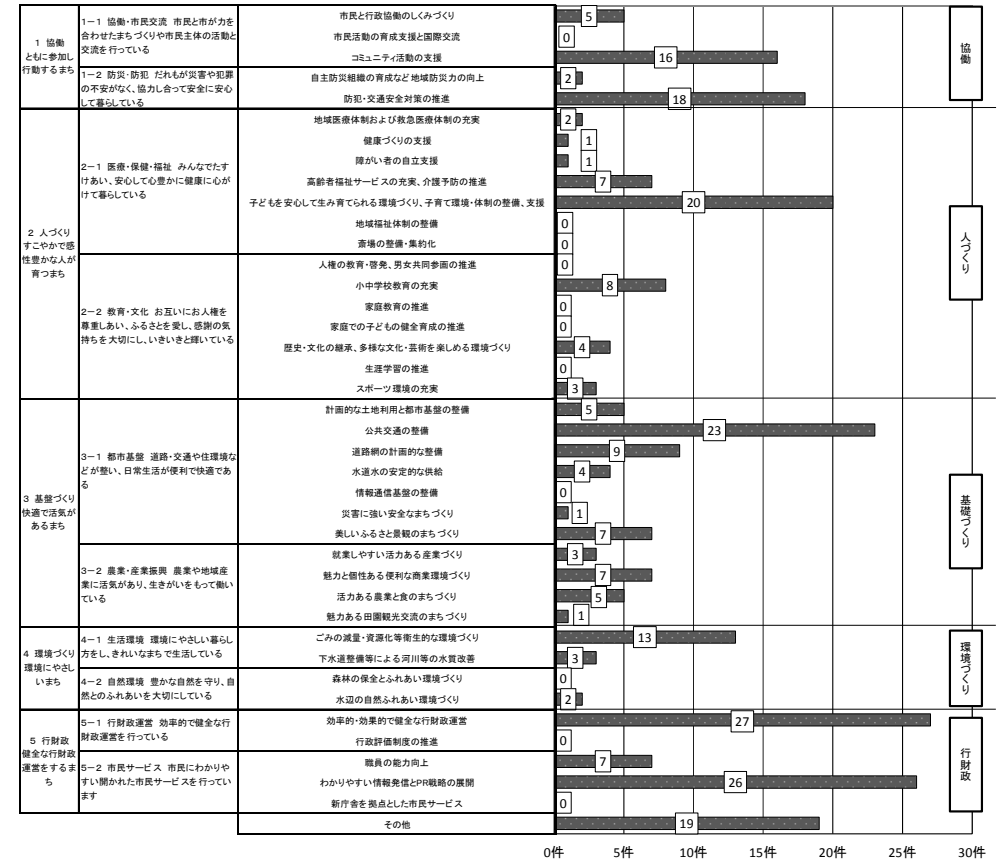 1 協働
ともに参加し
行動するまち
1－1 協働・市民交流 市民と市が力を
合わせたまちづくりや市民主体の活動と
交流を行っている
市民と行政協働のしくみづくり
5
市民活動の育成支援と国際交流
0
コミュニティ活動の支援
16
1－2 防災・防犯 だれもが災害や犯罪
の不安がなく、協力し合って安全に安心
して暮らしている
自主防災組織の育成など地域防災力の向上
2
防犯・交通安全対策の推進
18
協働
2 人づくり
すこやかで感
性豊かな人が
育つまち
2－1 医療・保健・福祉 みんなでたす
けあい、安心して心豊かに健康に心が
けて暮らしている
地域医療体制および救急医療体制の充実
2
健康づくりの支援
1
障がい者の自立支援
1
高齢者福祉サービスの充実、介護予防の推進
7
子どもを安心して生み育てられる環境づくり、子育て環境・体制の整備、支援
20
地域福祉体制の整備
0
斎場の整備・集約化
0
2－2 教育・文化 お互いにお人権を
尊重しあい、ふるさとを愛し、感謝の気
持ちを大切にし、いきいきと輝いている
人権の教育・啓発、男女共同参画の推進
0
小中学校教育の充実
8
家庭教育の推進
0
家庭での子どもの健全育成の推進
0
歴史・文化の継承、多様な文化・芸術を楽しめる環境づくり
4
生涯学習の推進
0
スポーツ環境の充実
3
人づくり
3 基盤づくり
快適で活気が
あるまち
3－1 都市基盤 道路・交通や住環境な
どが整い、日常生活が便利で快適であ
る
計画的な土地利用と都市基盤の整備
5
公共交通の整備
23
道路網の計画的な整備
9
水道水の安定的な供給
4
情報通信基盤の整備
0
災害に強い安全なまちづくり
1
美しいふるさと景観のまちづくり
7
3－2 農業・産業振興 農業や地域産
業に活気があり、生きがいをもって働い
ている
就業しやすい活力ある産業づくり
3
魅力と個性ある便利な商業環境づくり
7
活力ある農業と食のまちづくり
5
魅力ある田園観光交流のまちづくり
1
基礎づくり
4 環境づくり
環境にやさし
いまち
4－1 生活環境 環境にやさしい暮らし
方をし、きれいなまちで生活している
ごみの減量・資源化等衛生的な環境づくり
13
下水道整備等による河川等の水質改善
3
4－2 自然環境 豊かな自然を守り、自
然とのふれあいを大切にしている
森林の保全とふれあい環境づくり
0
水辺の自然ふれあい環境づくり
2
環境づくり
5 行財政
健全な行財政
運営をするま
ち
5－1 行財政運営 効率的で健全な行
財政運営を行っている
効率的・効果的で健全な行財政運営
27
行政評価制度の推進
0
5－2 市民サービス 市民にわかりや
すい開かれた市民サービスを行ってい
ます
職員の能力向上
7
わかりやすい情報発信とPR戦略の展開
26
新庁舎を拠点とした市民サービス
0
行財政
その他
19
0件 5件 10件 15件 20件 25件 30件